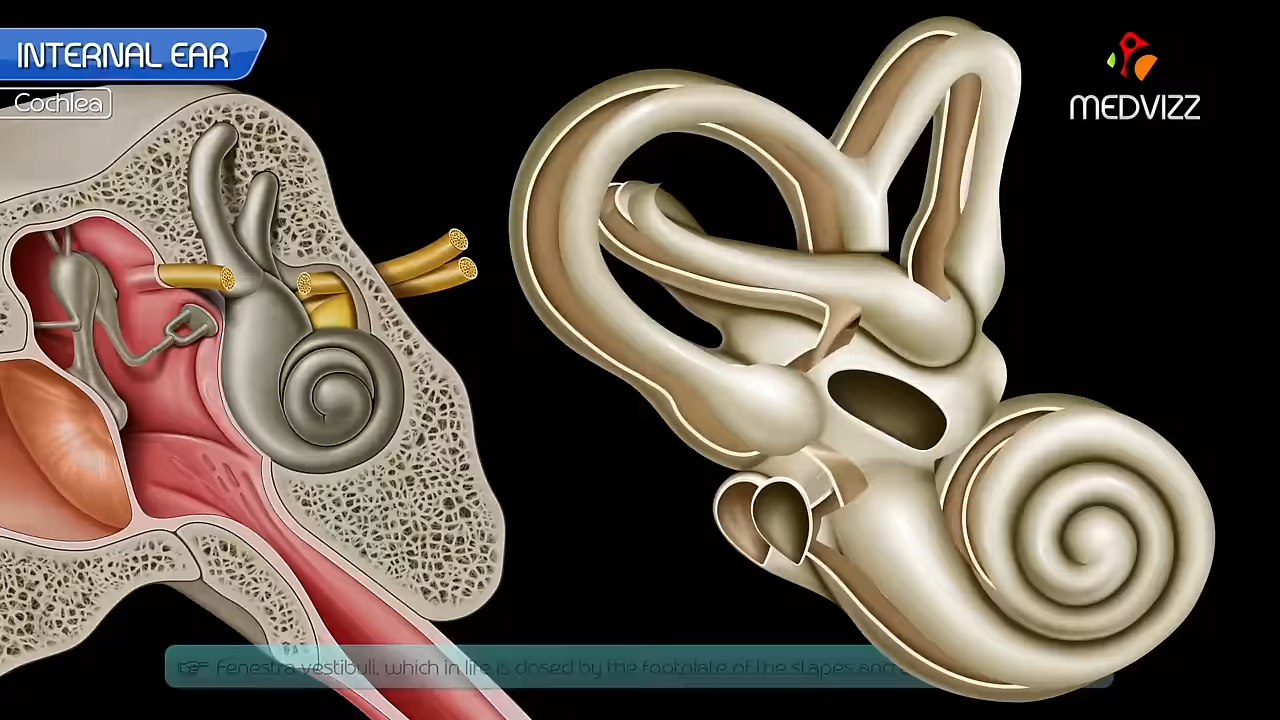 INTERNAL EAR
Cochlea
MEDVIZZ
☞ Fenestra vestibuli, which in life is closed by the footplate of the stapes and